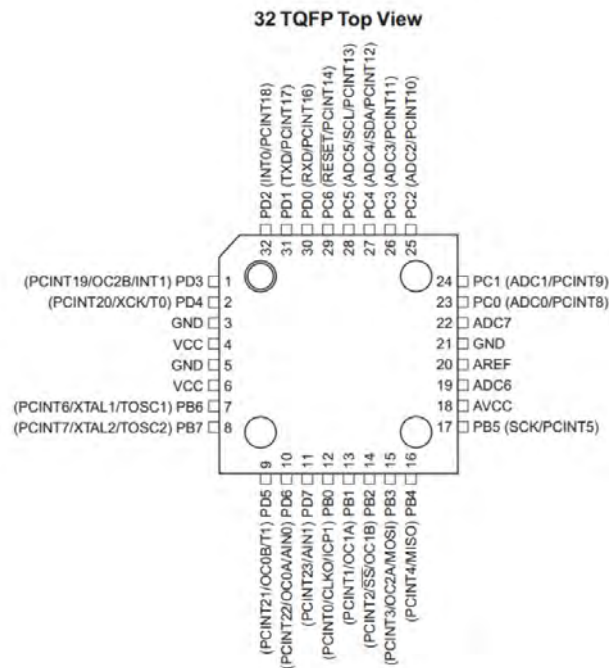 32 TQFP Top View
PD2 (INT0/PCINT18)
PD1 (TXD/PCINT17)
PD0 (RXD/PCINT16)
PC6 (RESET/PCINT14)
PC5 (ADC5/SCL/PCINT13)
PC4 (ADC4/SDA/PCINT12)
PC3 (ADC3/PCINT11)
PC2 (ADC2/PCINT10)
32 31 30 29 28 27 26 25
(PCINT19/OC2B/INT1) PD3 1
(PCINT20/XCK/T0) PD4 2
GND 3
VCC 4
GND 5
VCC 6
(PCINT6/XTAL1/TOSC1) PB6 7
(PCINT7/XTAL2/TOSC2) PB7 8
24 PC1 (ADC1/PCINT9)
23 PC0 (ADC0/PCINT8)
22 ADC7
21 GND
20 AREF
19 ADC6
18 AVCC
17 PB5 (SCK/PCINT5)
9 10 11 12 13 14 15 16
(PCINT21/OC0B/T1) PD5
(PCINT22/OC0A/AIN0) PD6
(PCINT23/AIN1) PD7
(PCINT0/CLKO/ICP1) PB0
(PCINT1/OC1A) PB1
(PCINT2/SS/OC1B) PB2
(PCINT3/OC2A/MOSI) PB3
(PCINT4/MISO) PB4